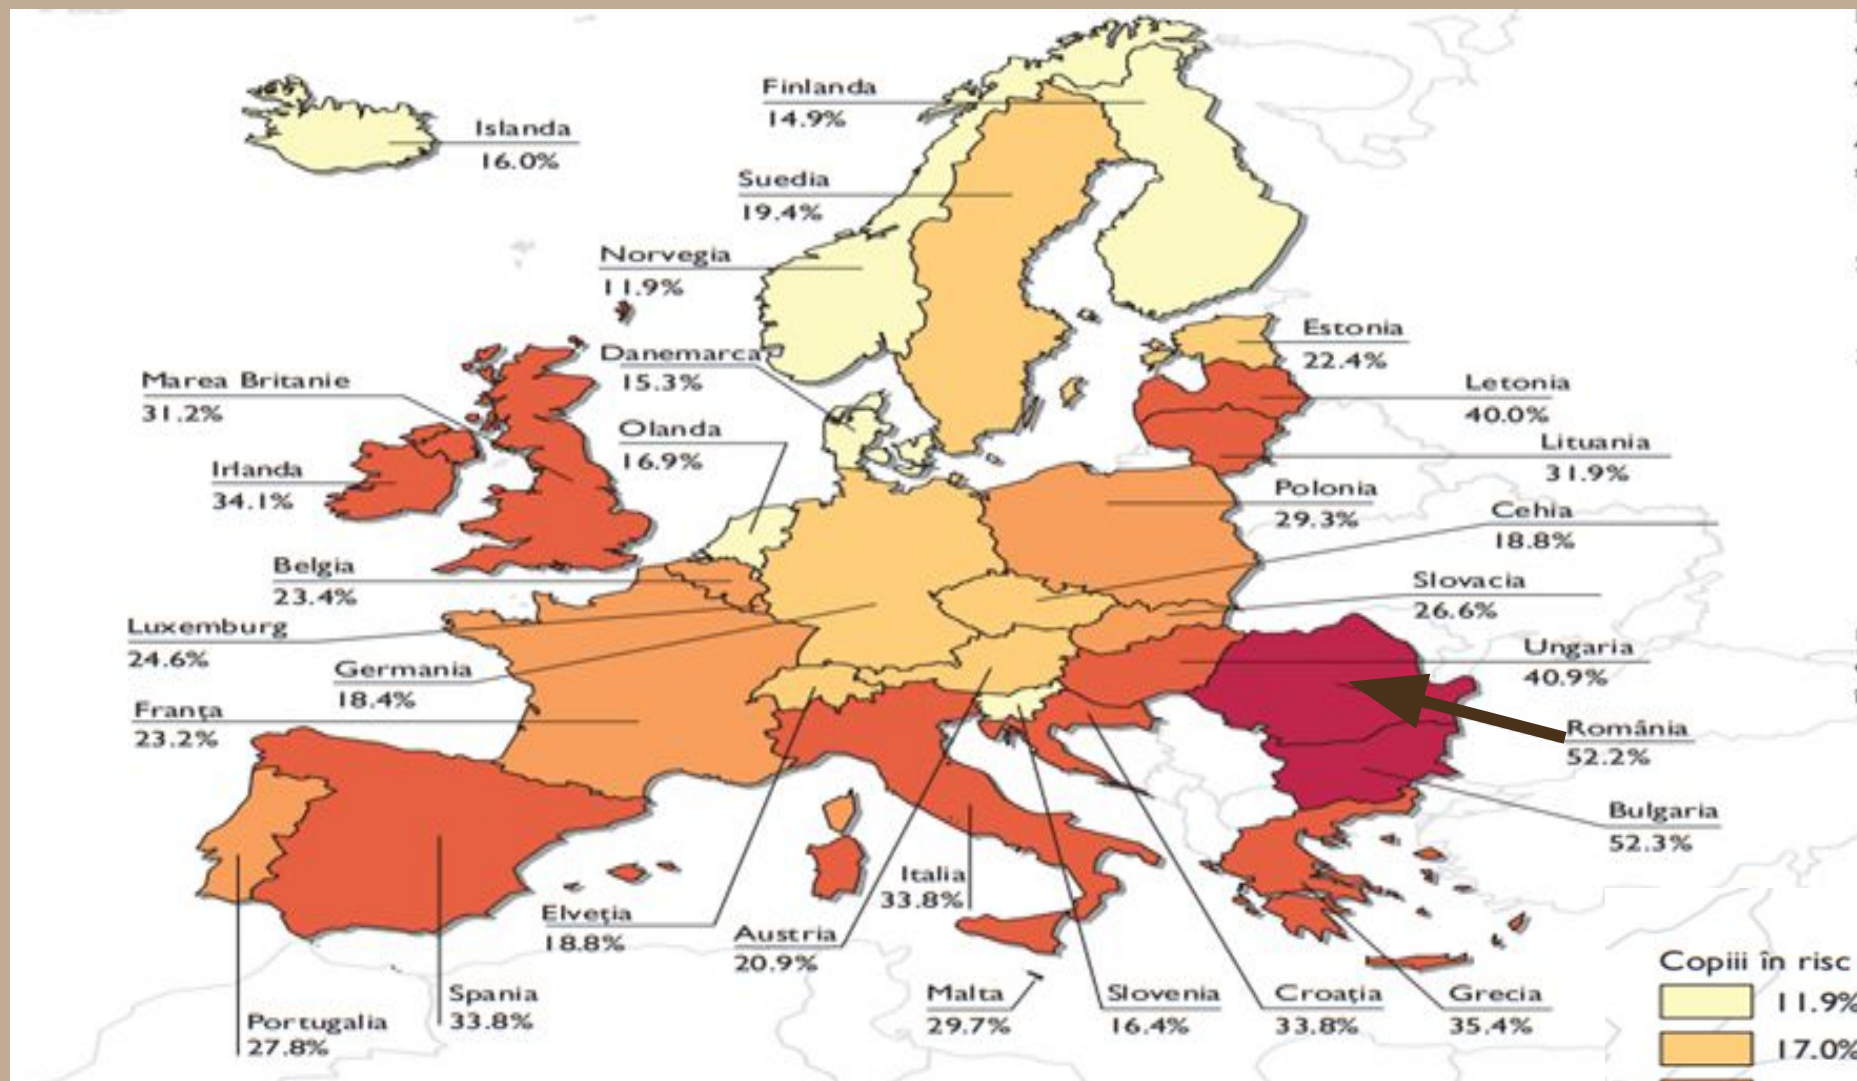 Finlanda
14.9%
Islanda
16.0%
Suedia
19.4%
Norvegia
11.9%
Estonia
22.4%
Danemarca
15.3%
Marea Britanie
31.2%
Letonia
40.0%
Olanda
16.9%
Lituania
31.9%
Irlanda
34.1%
Polonia
29.3%
Cehia
18.8%
Belgia
23.4%
Slovacia
26.6%
Luxemburg
24.6%
Germania
18.4%
Ungaria
40.9%
Franţa
23.2%
România
52.2%
Bulgaria
52.3%
Italia
33.8%
Elveţia
18.8%
Austria
20.9%
Spania
33.8%
Portugalia
27.8%
Malta
29.7%
Slovenia
16.4%
Croaţia
33.8%
Grecia
35.4%
Copiii în risc
11.9%
17.0%